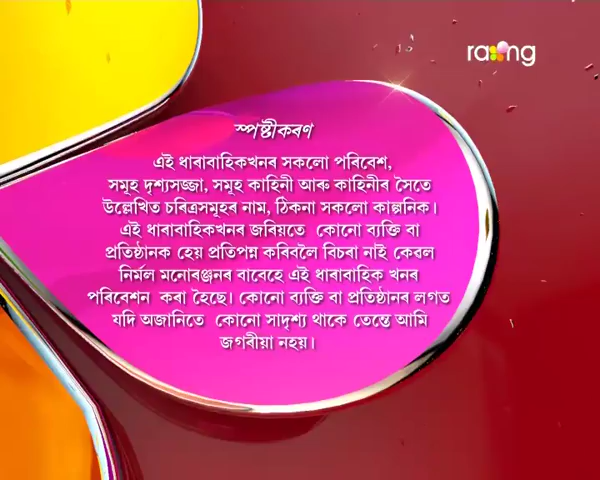 rang
স্পষ্টীকৰণ
এই ধাৰাবাহিকখনৰ সকলো পৰিবেশ,
সমূহ দৃশ্যসজ্জা, সমূহ কাহিনী আৰু কাহিনীৰ সৈতে
উল্লেখিত চৰিত্ৰসমূহৰ নাম, ঠিকনা সকলো কাল্পনিক।
এই ধাৰাবাহিকখনৰ জৰিয়তে কোনো ব্যক্তি বা
প্ৰতিষ্ঠানক হেয় প্ৰতিপন্ন কৰিবলৈ বিচৰা নাই কেৱল
নিৰ্মল মনোৰঞ্জনৰ বাবেহে এই ধাৰাবাহিক খনৰ
পৰিবেশন কৰা হৈছে। কোনো ব্যক্তি বা প্ৰতিষ্ঠানৰ লগত
যদি অজানিতে কোনো সাদৃশ্য থাকে তেন্তে আমি
জগৰীয়া নহয়।